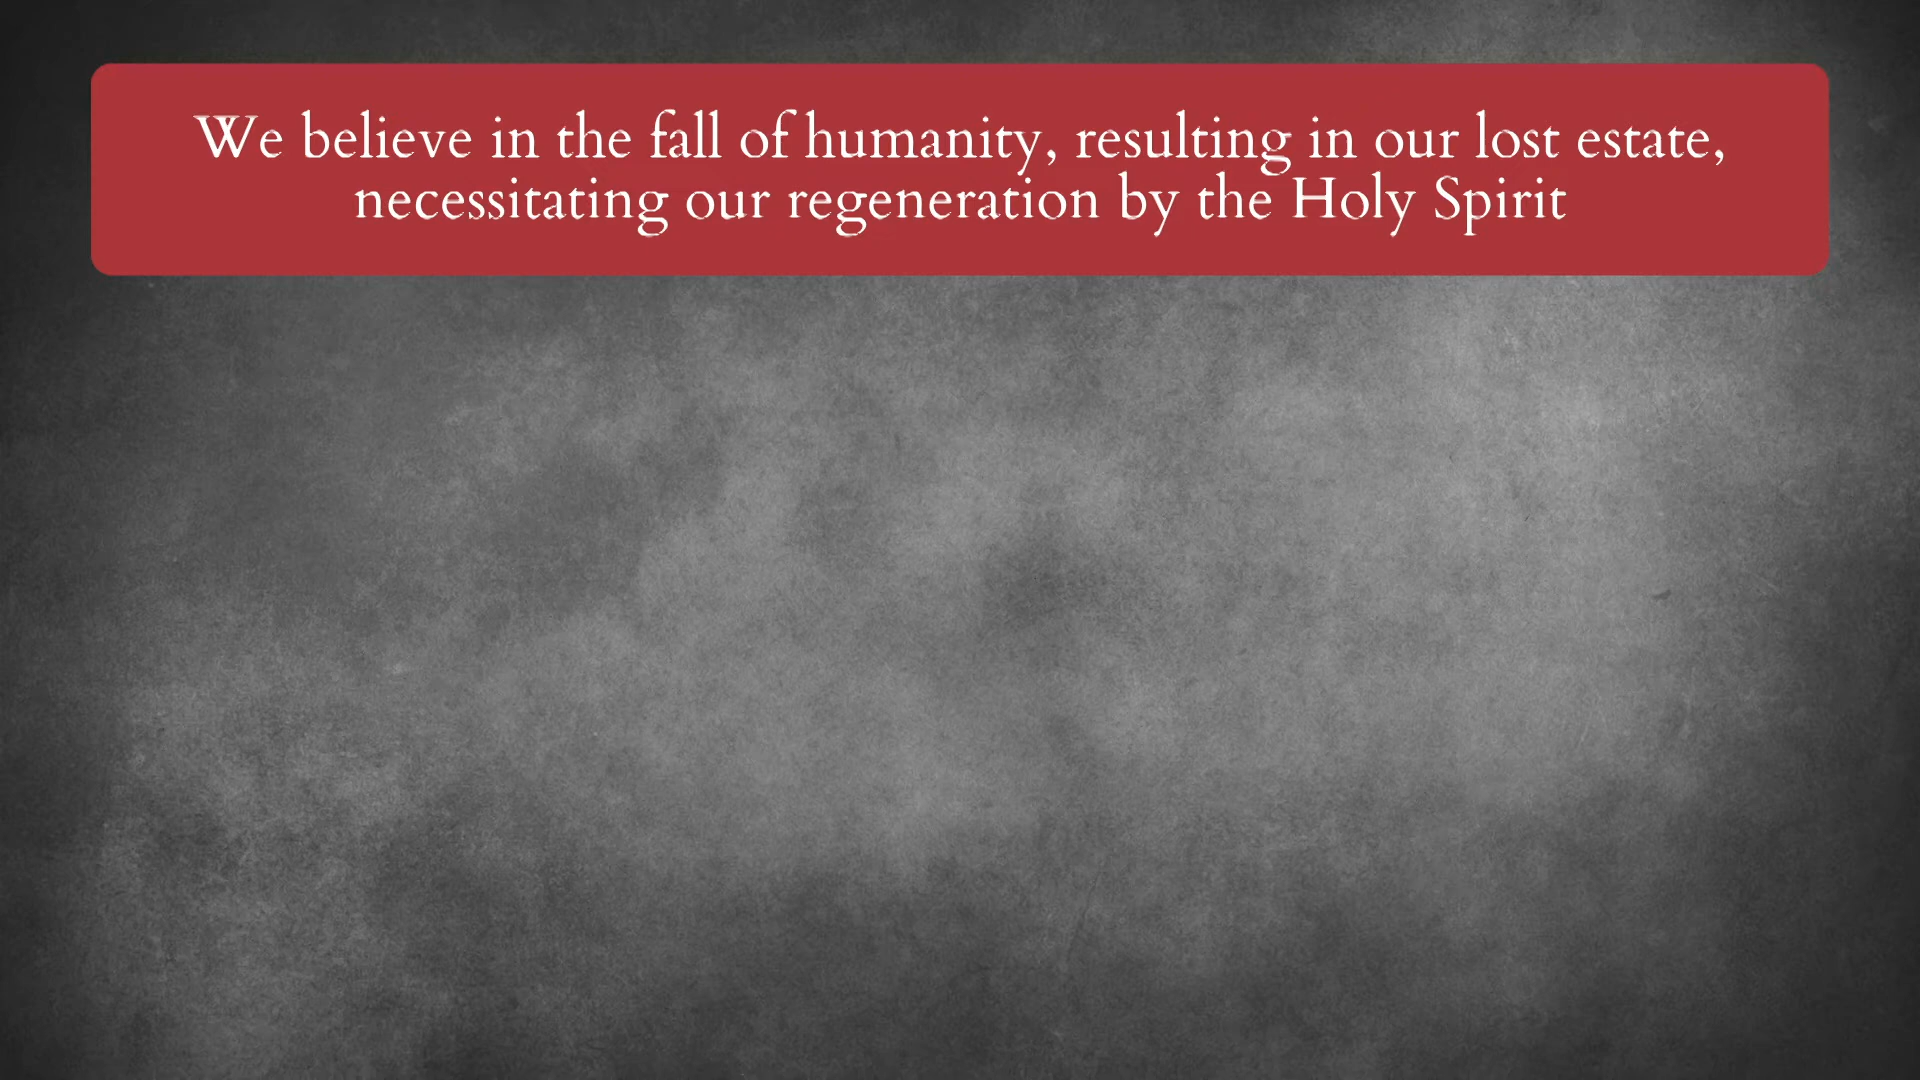 We believe in the fall of humanity, resulting in our lost estate,
necessitating our regeneration by the Holy Spirit